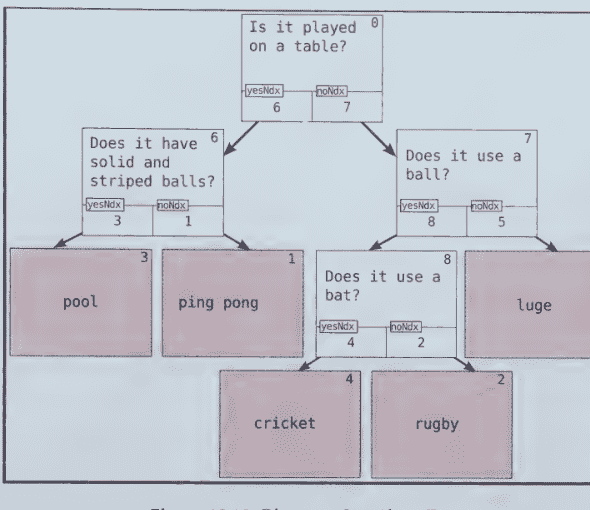 Is it played 0
on a table?
yesNdx noNdx
6 7
Does it have 6
solid and
striped balls?
yesNdx noNdx
3 1
7
Does it use a
ball?
yesNdx noNdx
8 5
3
pool
1
ping pong
8
Does it use a
bat?
yesNdx noNdx
4 2
luge
4
cricket
2
rugby